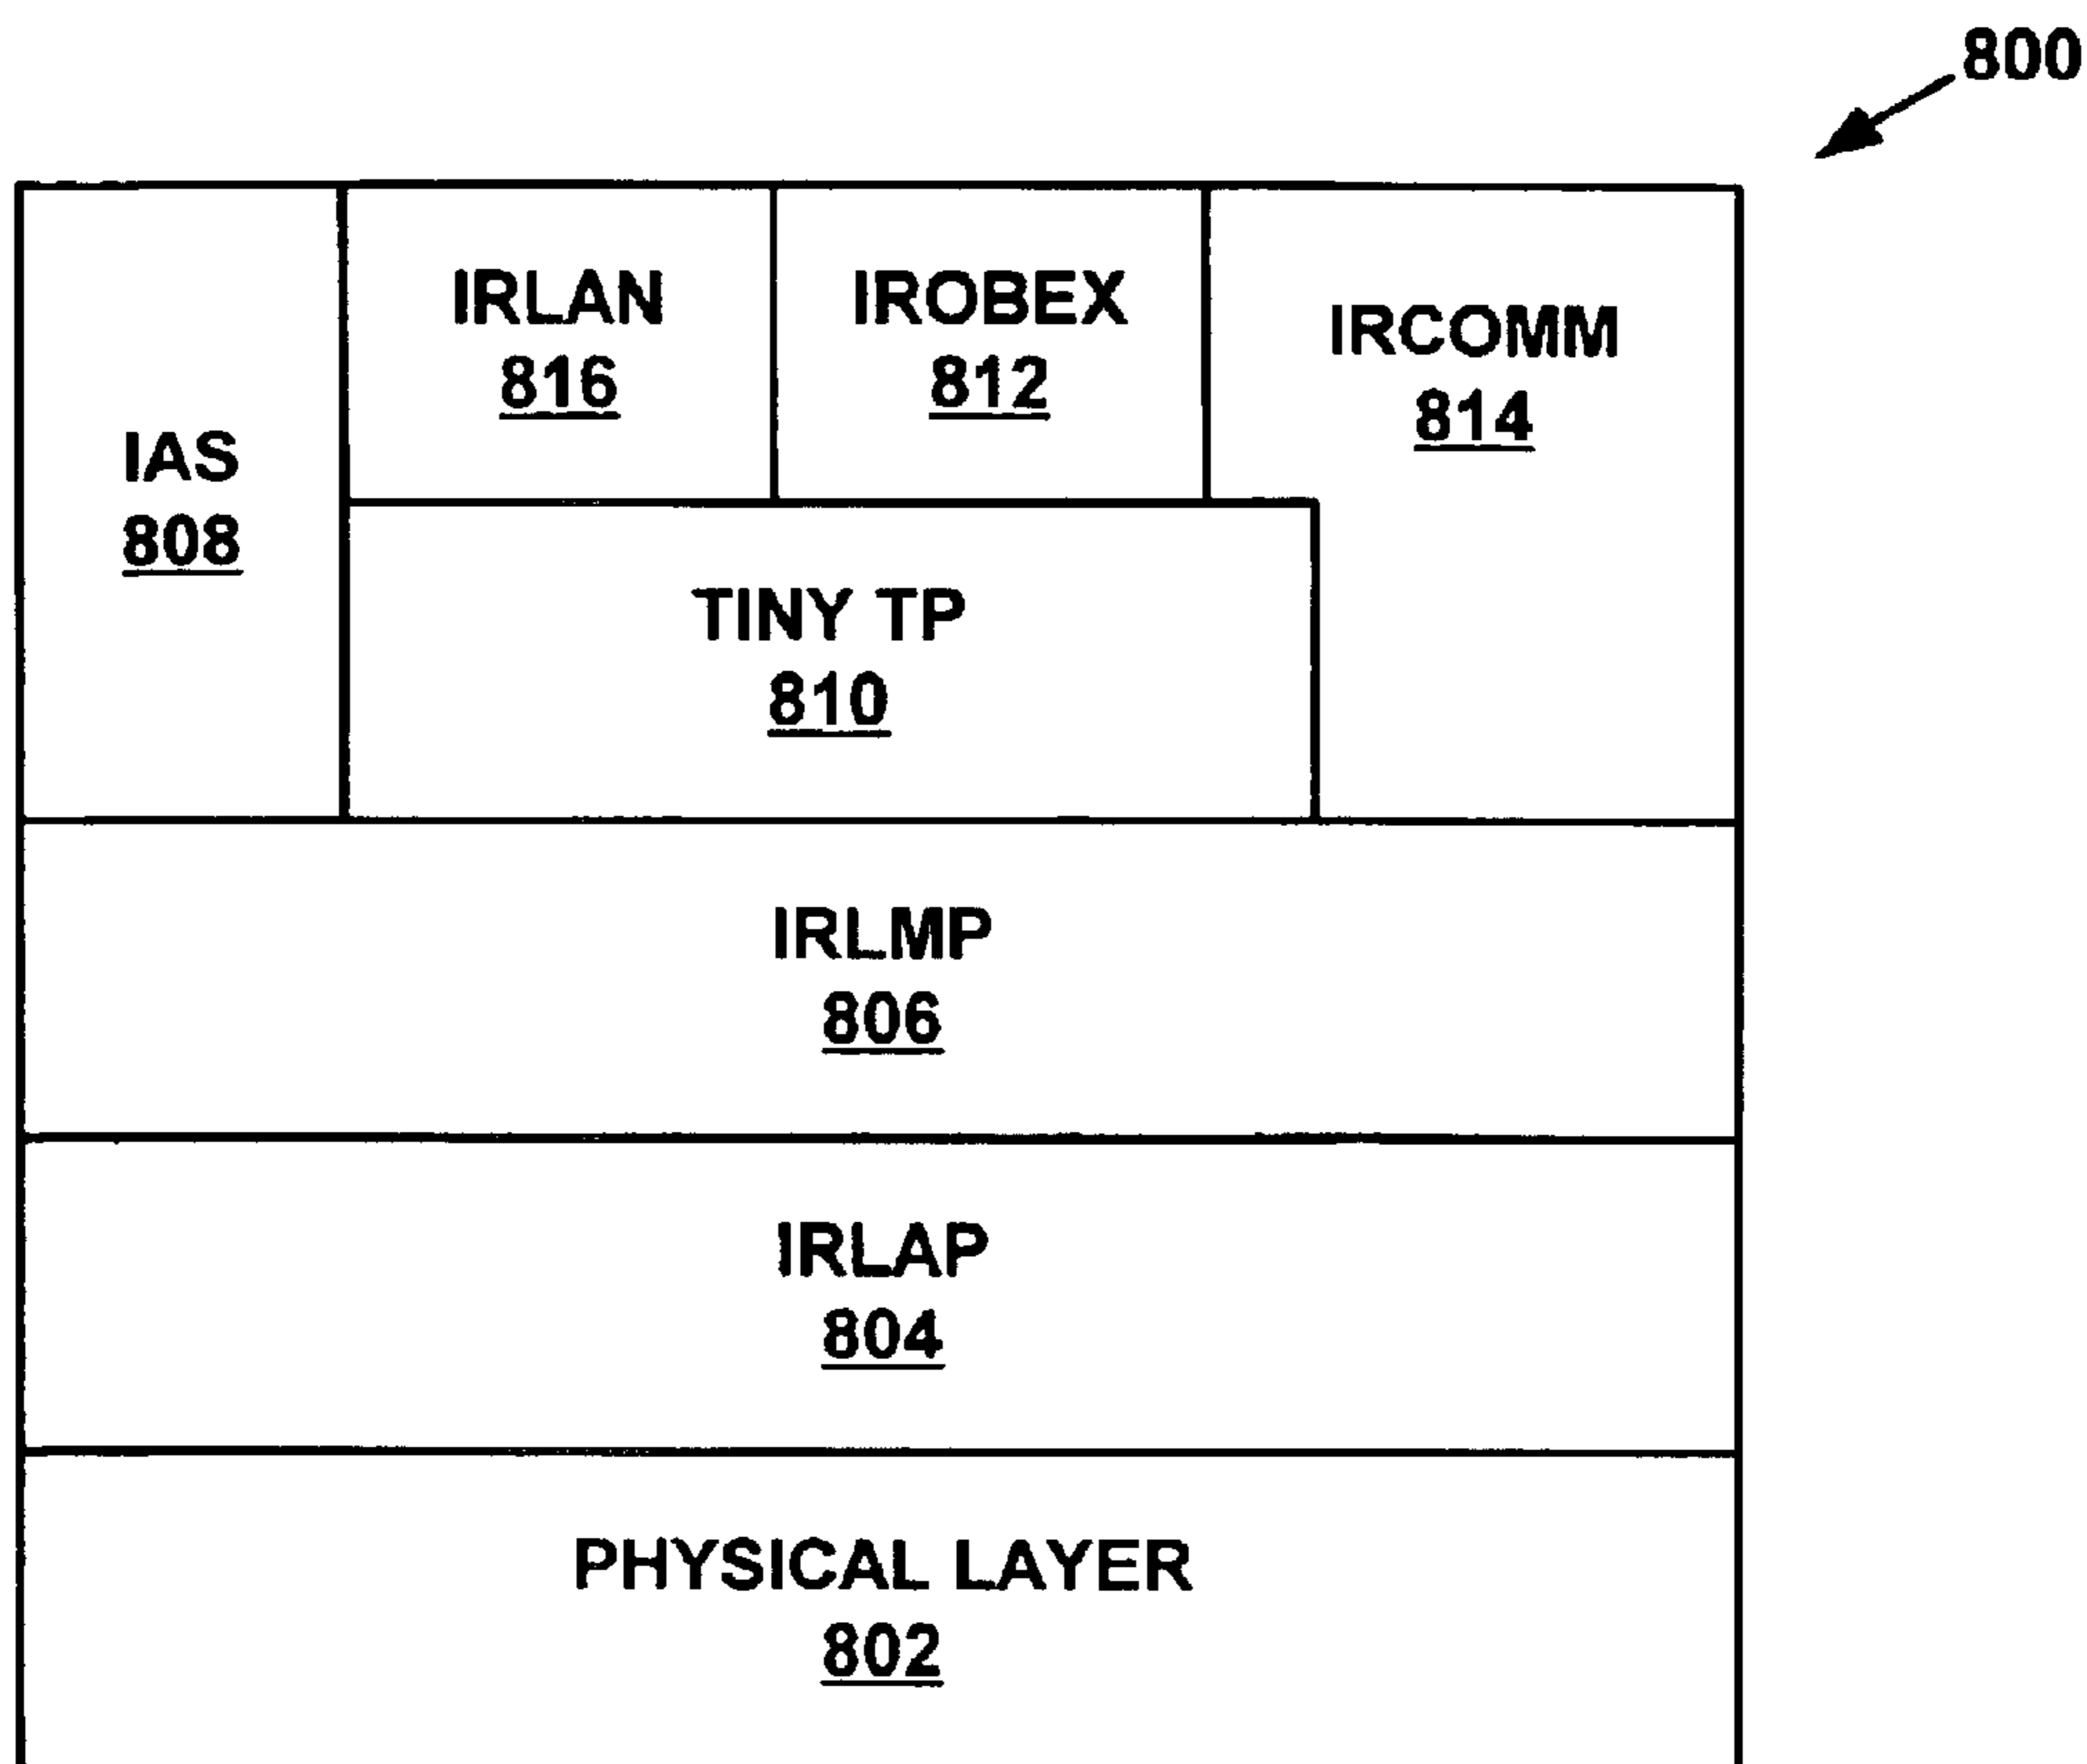 800
IRLAN
816
IROBEX
812
IRCOMM
814
IAS
808
TINY TP
810
IRLMP
806
IRLAP
804
PHYSICAL LAYER
802